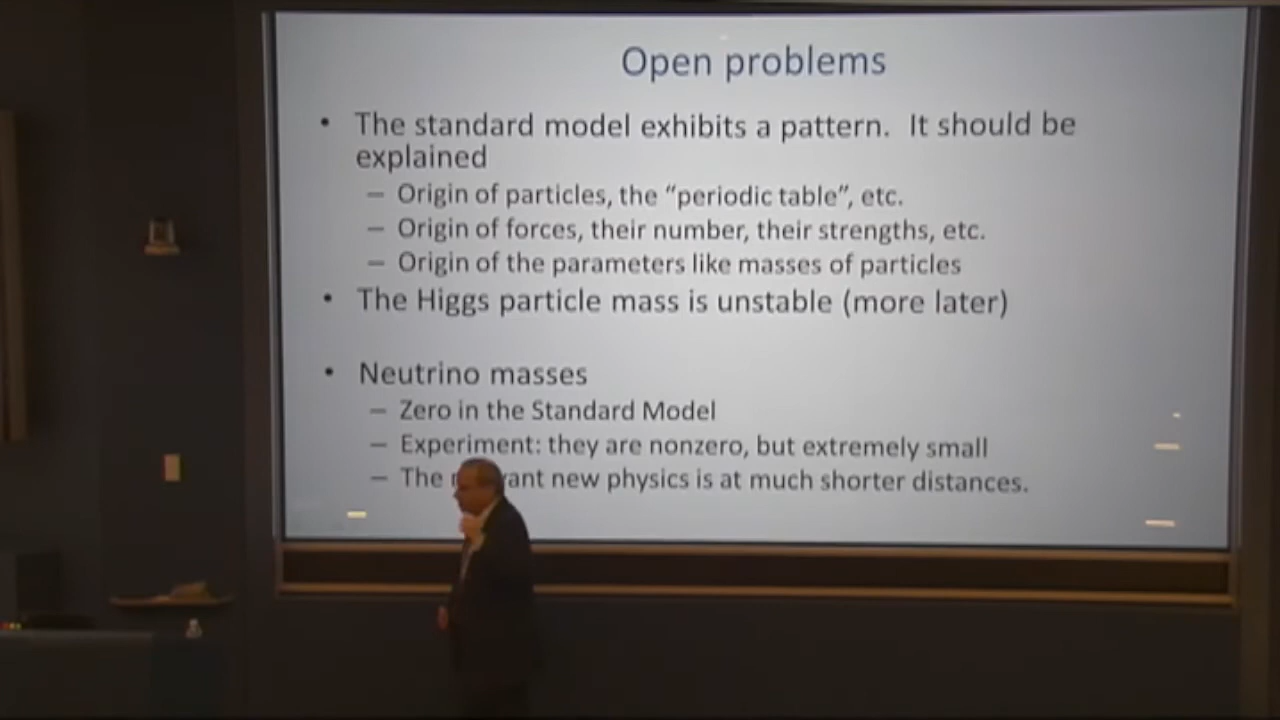 Open problems
• The standard model exhibits a pattern. It should be
explained
– Origin of particles, the “periodic table”, etc.
– Origin of forces, their number, their strengths, etc.
– Origin of the parameters like masses of particles
• The Higgs particle mass is unstable (more later)
• Neutrino masses
– Zero in the Standard Model
– Experiment: they are nonzero, but extremely small
– The new physics is at much shorter distances.